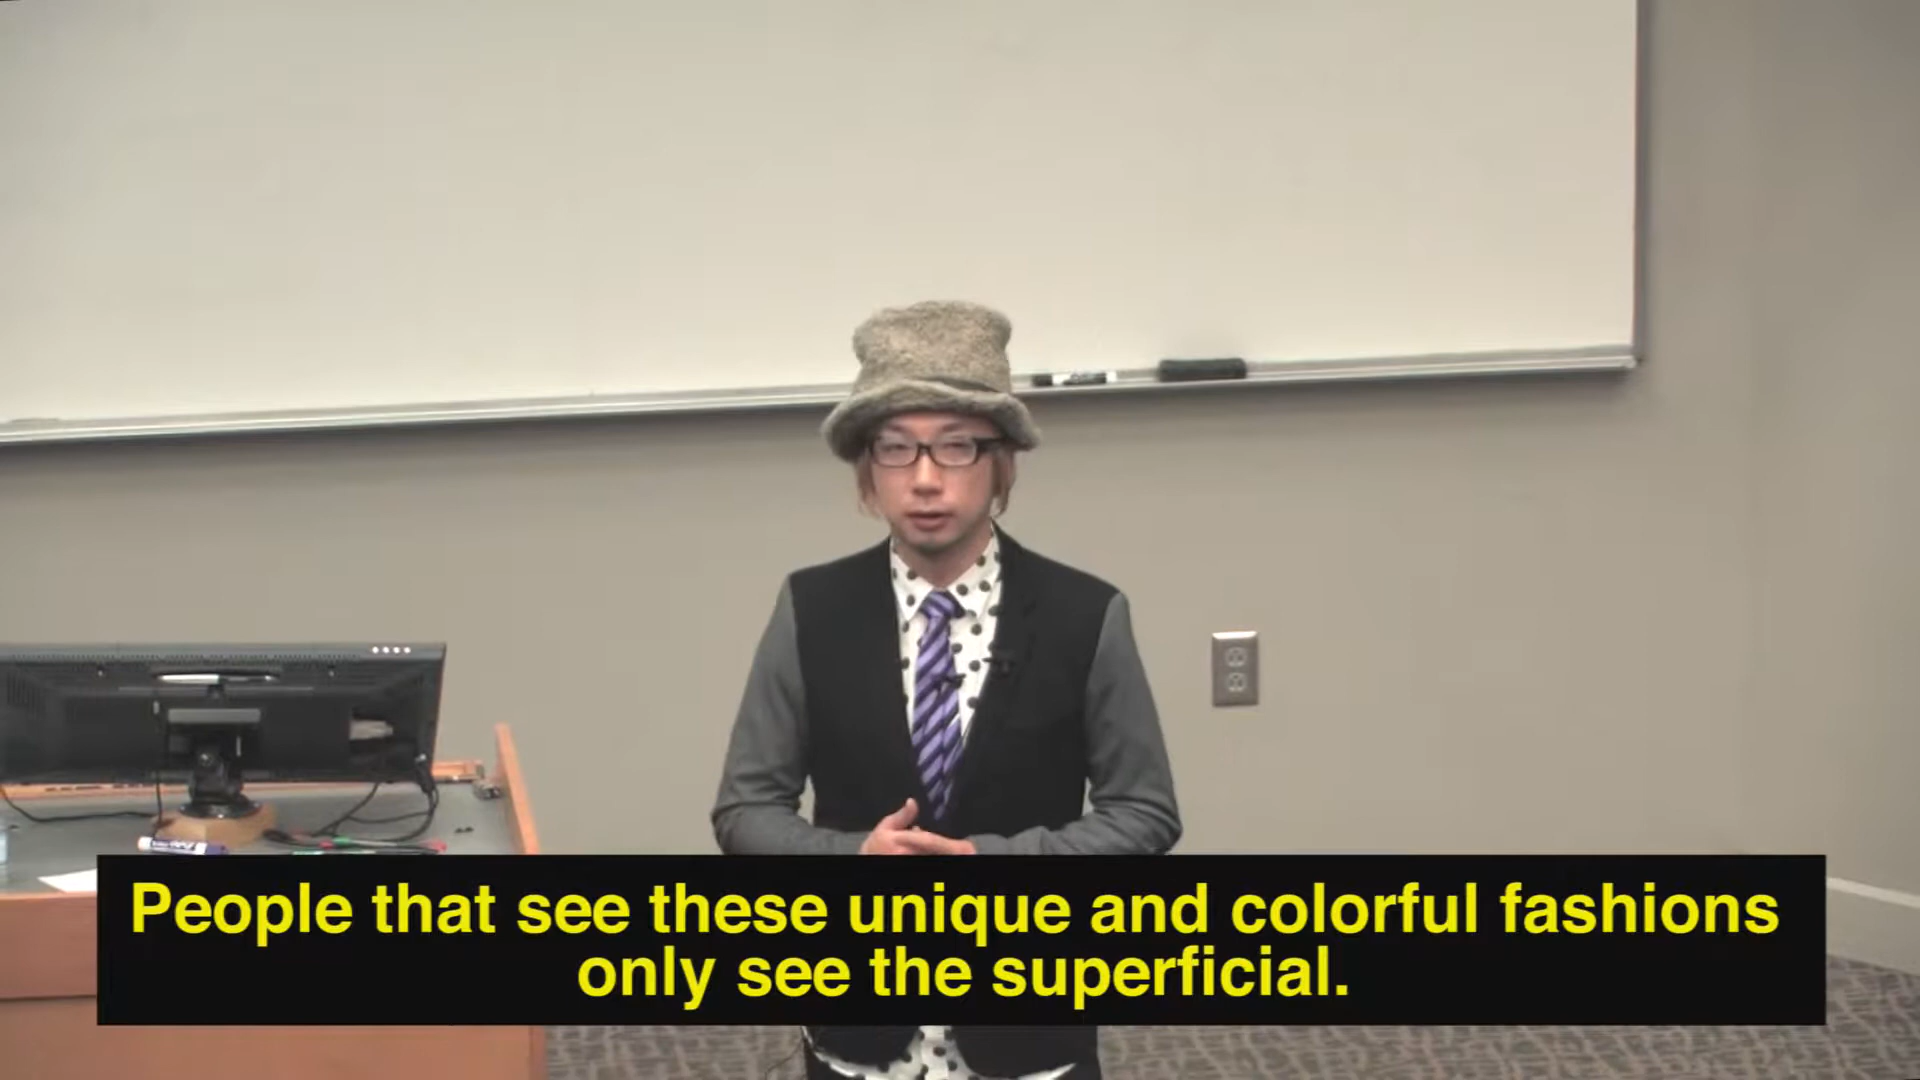 People that see these unique and colorful fashions
only see the superficial.